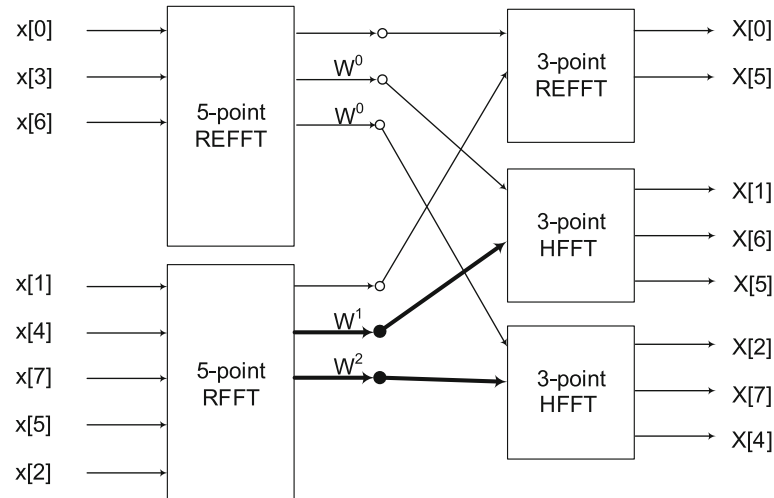 x[0]
x[3]
x[6]
5-point
REFFT
W^0
W^0
3-point
REFFT
X[0]
X[5]
3-point
HFFT
X[1]
X[6]
X[5]
x[1]
x[4]
x[7]
x[5]
x[2]
5-point
RFFT
W^1
W^2
3-point
HFFT
X[2]
X[7]
X[4]